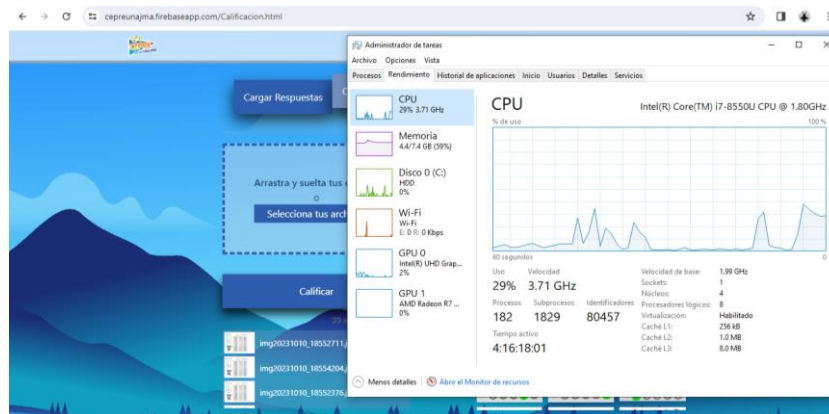 cepreunajma.firebaseapp.com/Calificacion.html
Cargar Respuestas
Arrastra y suelta tus
o
Selecciona tus
Calificar
img20231010_18552711.j
img20231010_18554204.j
img20231010_18552376.j
Administrador de tareas
Archivo Opciones Vista
Procesos Rendimiento Historial de aplicaciones Inicio Usuarios Detalles Servicios
CPU
29% 3.71 GHz
Memoria
4.4/7.4 GB (59%)
Disco 0 (C:)
HDD
0%
Wi-Fi
Wi-Fi
E: 0 R: 0 Kbps
GPU 0
Intel(R) UHD Grap...
2%
GPU 1
AMD Radeon R7 ...
0%
CPU Intel(R) Core(TM) i7-8550U CPU @ 1.80GHz
% de uso 100 %
60 segundos 0
Uso Velocidad
29% 3.71 GHz
Procesos Subprocesos Identificadores
182 1829 80457
Tiempo activo
4:16:18:01
Velocidad de base: 1.99 GHz
Sockets: 1
Núcleos: 4
Procesadores lógicos: 8
Virtualización: Habilitado
Caché L1: 256 kB
Caché L2: 1.0 MB
Caché L3: 8.0 MB
Menos detalles Abrir el Monitor de recursos